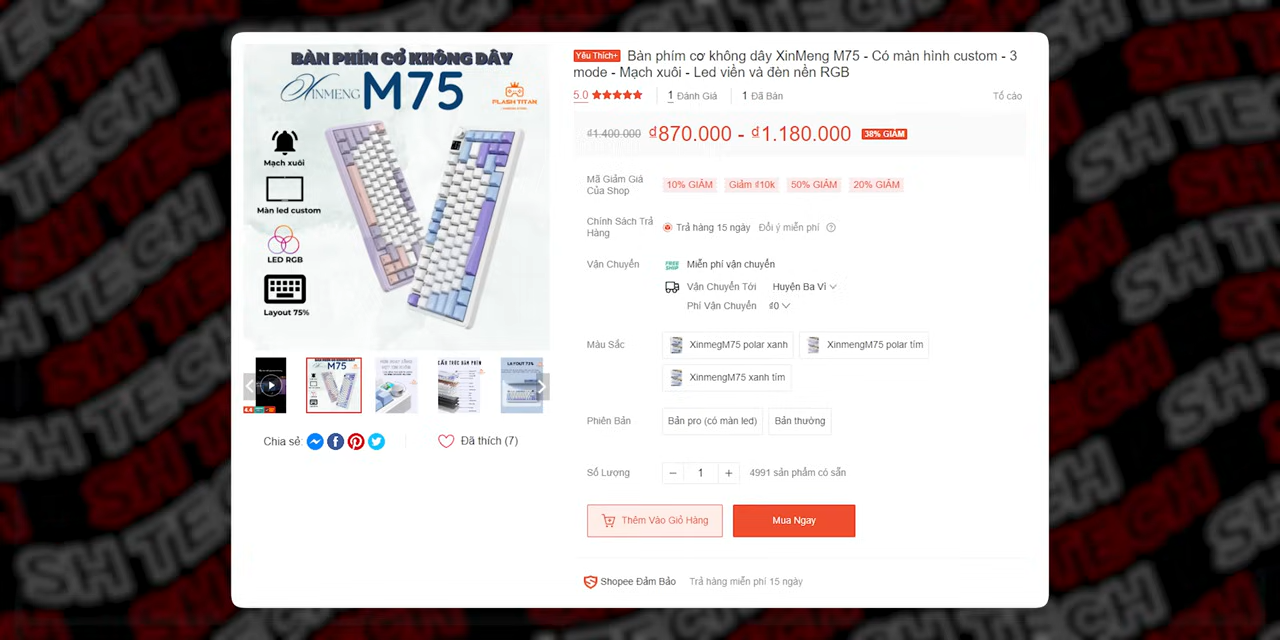 BÀN PHÍM CƠ KHÔNG DÂY
XINMENG M75
PLASH TITAN
Mạch xuôi
Màn led custom
LED RGB
Layout 75%
Chia sẻ:
Đã thích (7)
Yêu Thích+ Bàn phím cơ không dây XinMeng M75 - Có màn hình custom - 3
mode - Mạch xuôi - Led viền và đèn nền RGB
5.0 1 Đánh Giá 1 Đã Bán Tố cáo
₫1.400.000 ₫870.000 - ₫1.180.000 38% GIẢM
Mã Giảm Giá
Của Shop
10% GIẢM Giảm ₫10k 50% GIẢM 20% GIẢM
Chính Sách Trả
Hàng
Trả hàng 15 ngày Đổi ý miễn phí
Vận Chuyển Miễn phí vận chuyển
Vận Chuyển Tới Huyện Ba Vì
Phí Vận Chuyển ₫0
Màu Sắc XinmegM75 polar xanh XinmengM75 polar tím
XinmengM75 xanh tím
Phiên Bản Bản pro (có màn led) Bản thường
Số Lượng 1 4991 sản phẩm có sẵn
Thêm Vào Giỏ Hàng Mua Ngay
Shopee Đảm Bảo Trả hàng miễn phí 15 ngày
SH TECH